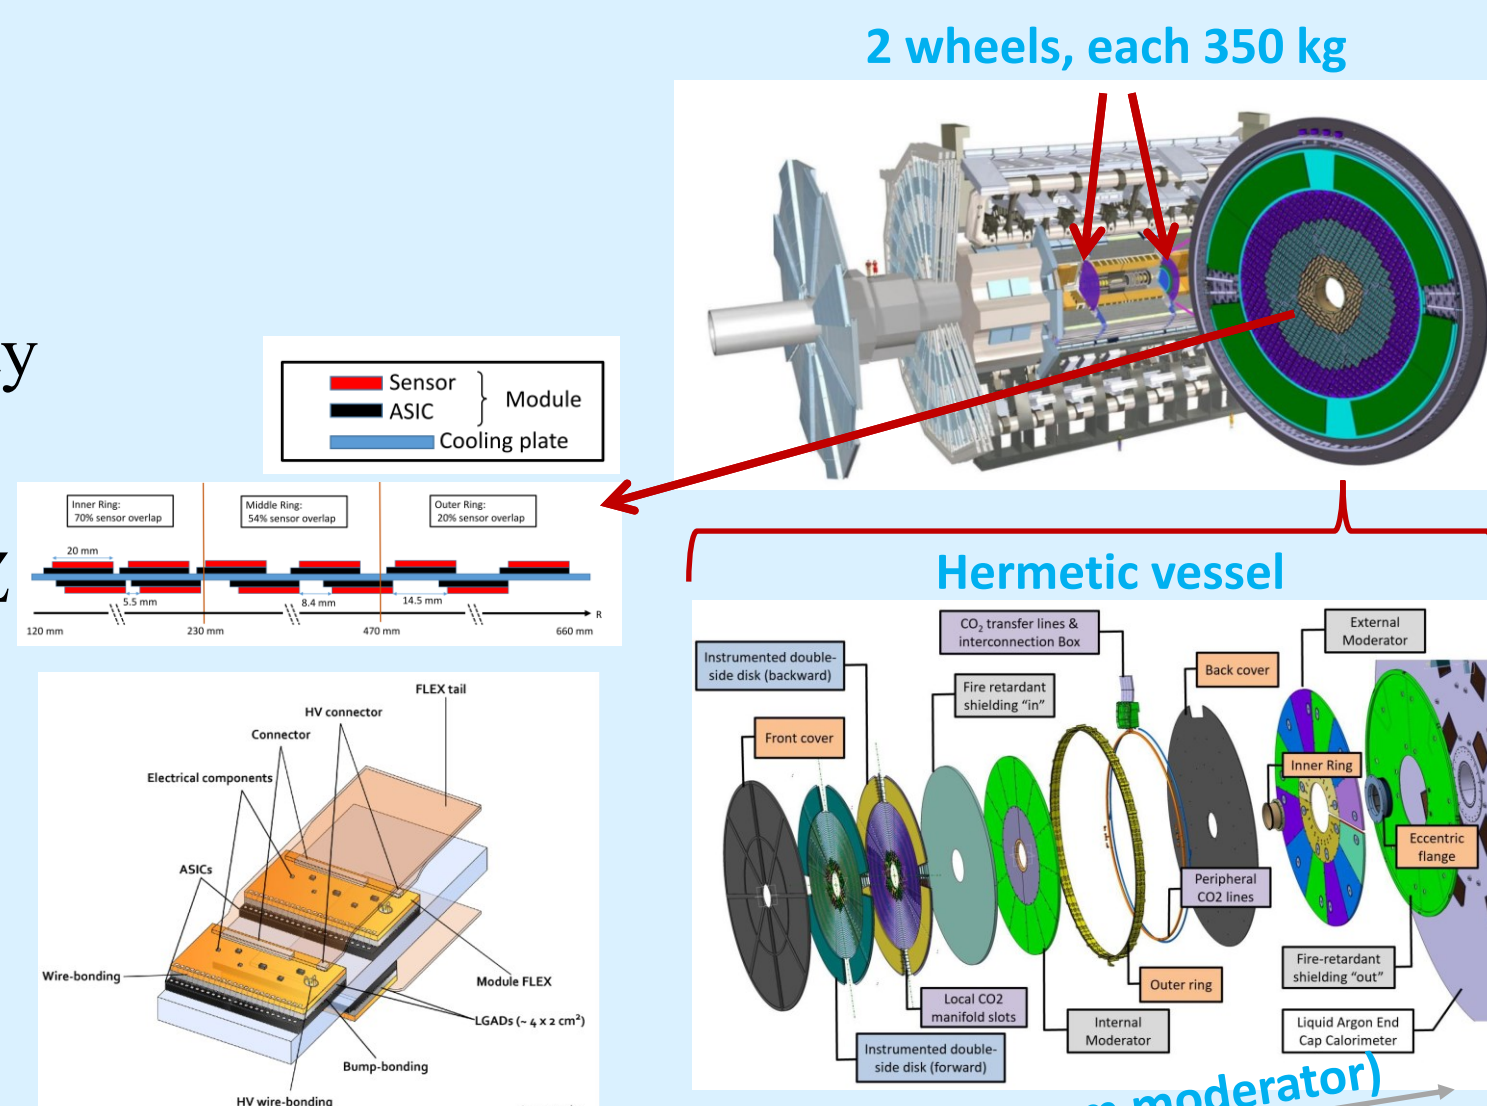 2 wheels, each 350 kg
y
Sensor
ASIC
Module
Cooling plate
Inner Ring:
70% sensor overlap
Middle Ring:
54% sensor overlap
Outer Ring:
20% sensor overlap
z
20 mm
5.5 mm
8.4 mm
14.5 mm
R
120 mm
230 mm
470 mm
660 mm
Hermetic vessel
CO₂ transfer lines &
interconnection Box
External
Moderator
Instrumented double-
side disk (backward)
Back cover
Fire retardant
shielding "in"
Front cover
Inner Ring
Eccentric
flange
Peripheral
CO2 lines
Fire-retardant
shielding "out"
Outer ring
Local CO2
manifold slots
Internal
Moderator
Liquid Argon End
Cap Calorimeter
Instrumented double-
side disk (forward)
moderator)
FLEX tail
HV connector
Connector
Electrical components
ASICs
Wire-bonding
Module FLEX
LGADs (~ 4 x 2 cm²)
Bump-bonding
HV wire-bonding